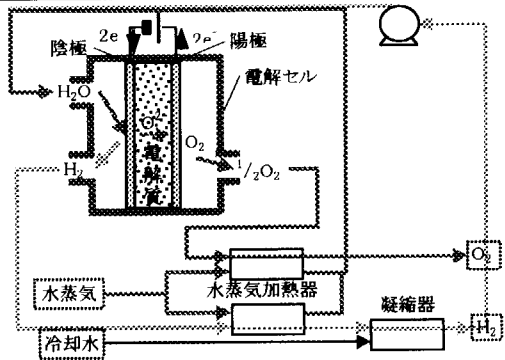 2e
2e⁻
陰極
陽極
電解セル
H₂O
O²⁻
O₂
H₂
電解質
1/2O₂
O₂
水蒸気
水蒸気加熱器
凝縮器
冷却水
H₂